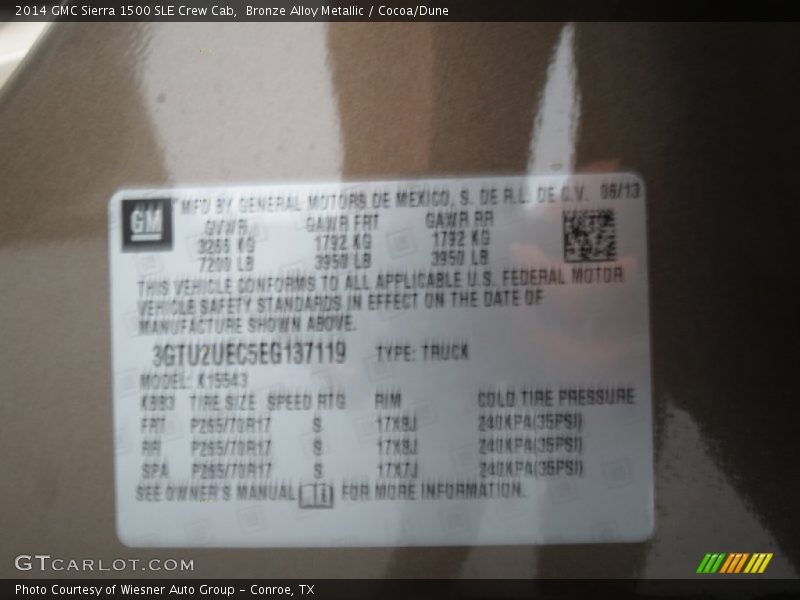 2014 GMC Sierra 1500 SLE Crew Cab, Bronze Alloy Metallic / Cocoa/Dune
GM
MFD BY GENERAL MOTORS DE MEXICO, S. DE R.L. DE C.V. 06/13
GVWR GAWR FRT GAWR RR
3266 KG 1792 KG 1792 KG
7200 LB 3950 LB 3950 LB
THIS VEHICLE CONFORMS TO ALL APPLICABLE U.S. FEDERAL MOTOR
VEHICLE SAFETY STANDARDS IN EFFECT ON THE DATE OF
MANUFACTURE SHOWN ABOVE.
3GTU2UEC5EG137119 TYPE: TRUCK
MODEL: K15543
TIRE SIZE SPEED RTG RIM COLD TIRE PRESSURE
FRT P265/70R17 S 17X8J 240KPA(35PSI)
RR P265/70R17 S 17X8J 240KPA(35PSI)
SPA P265/70R17 S 17X7J 240KPA(35PSI)
SEE OWNER'S MANUAL FOR MORE INFORMATION.
GTCARLOT.COM
Photo Courtesy of Wiesner Auto Group - Conroe, TX